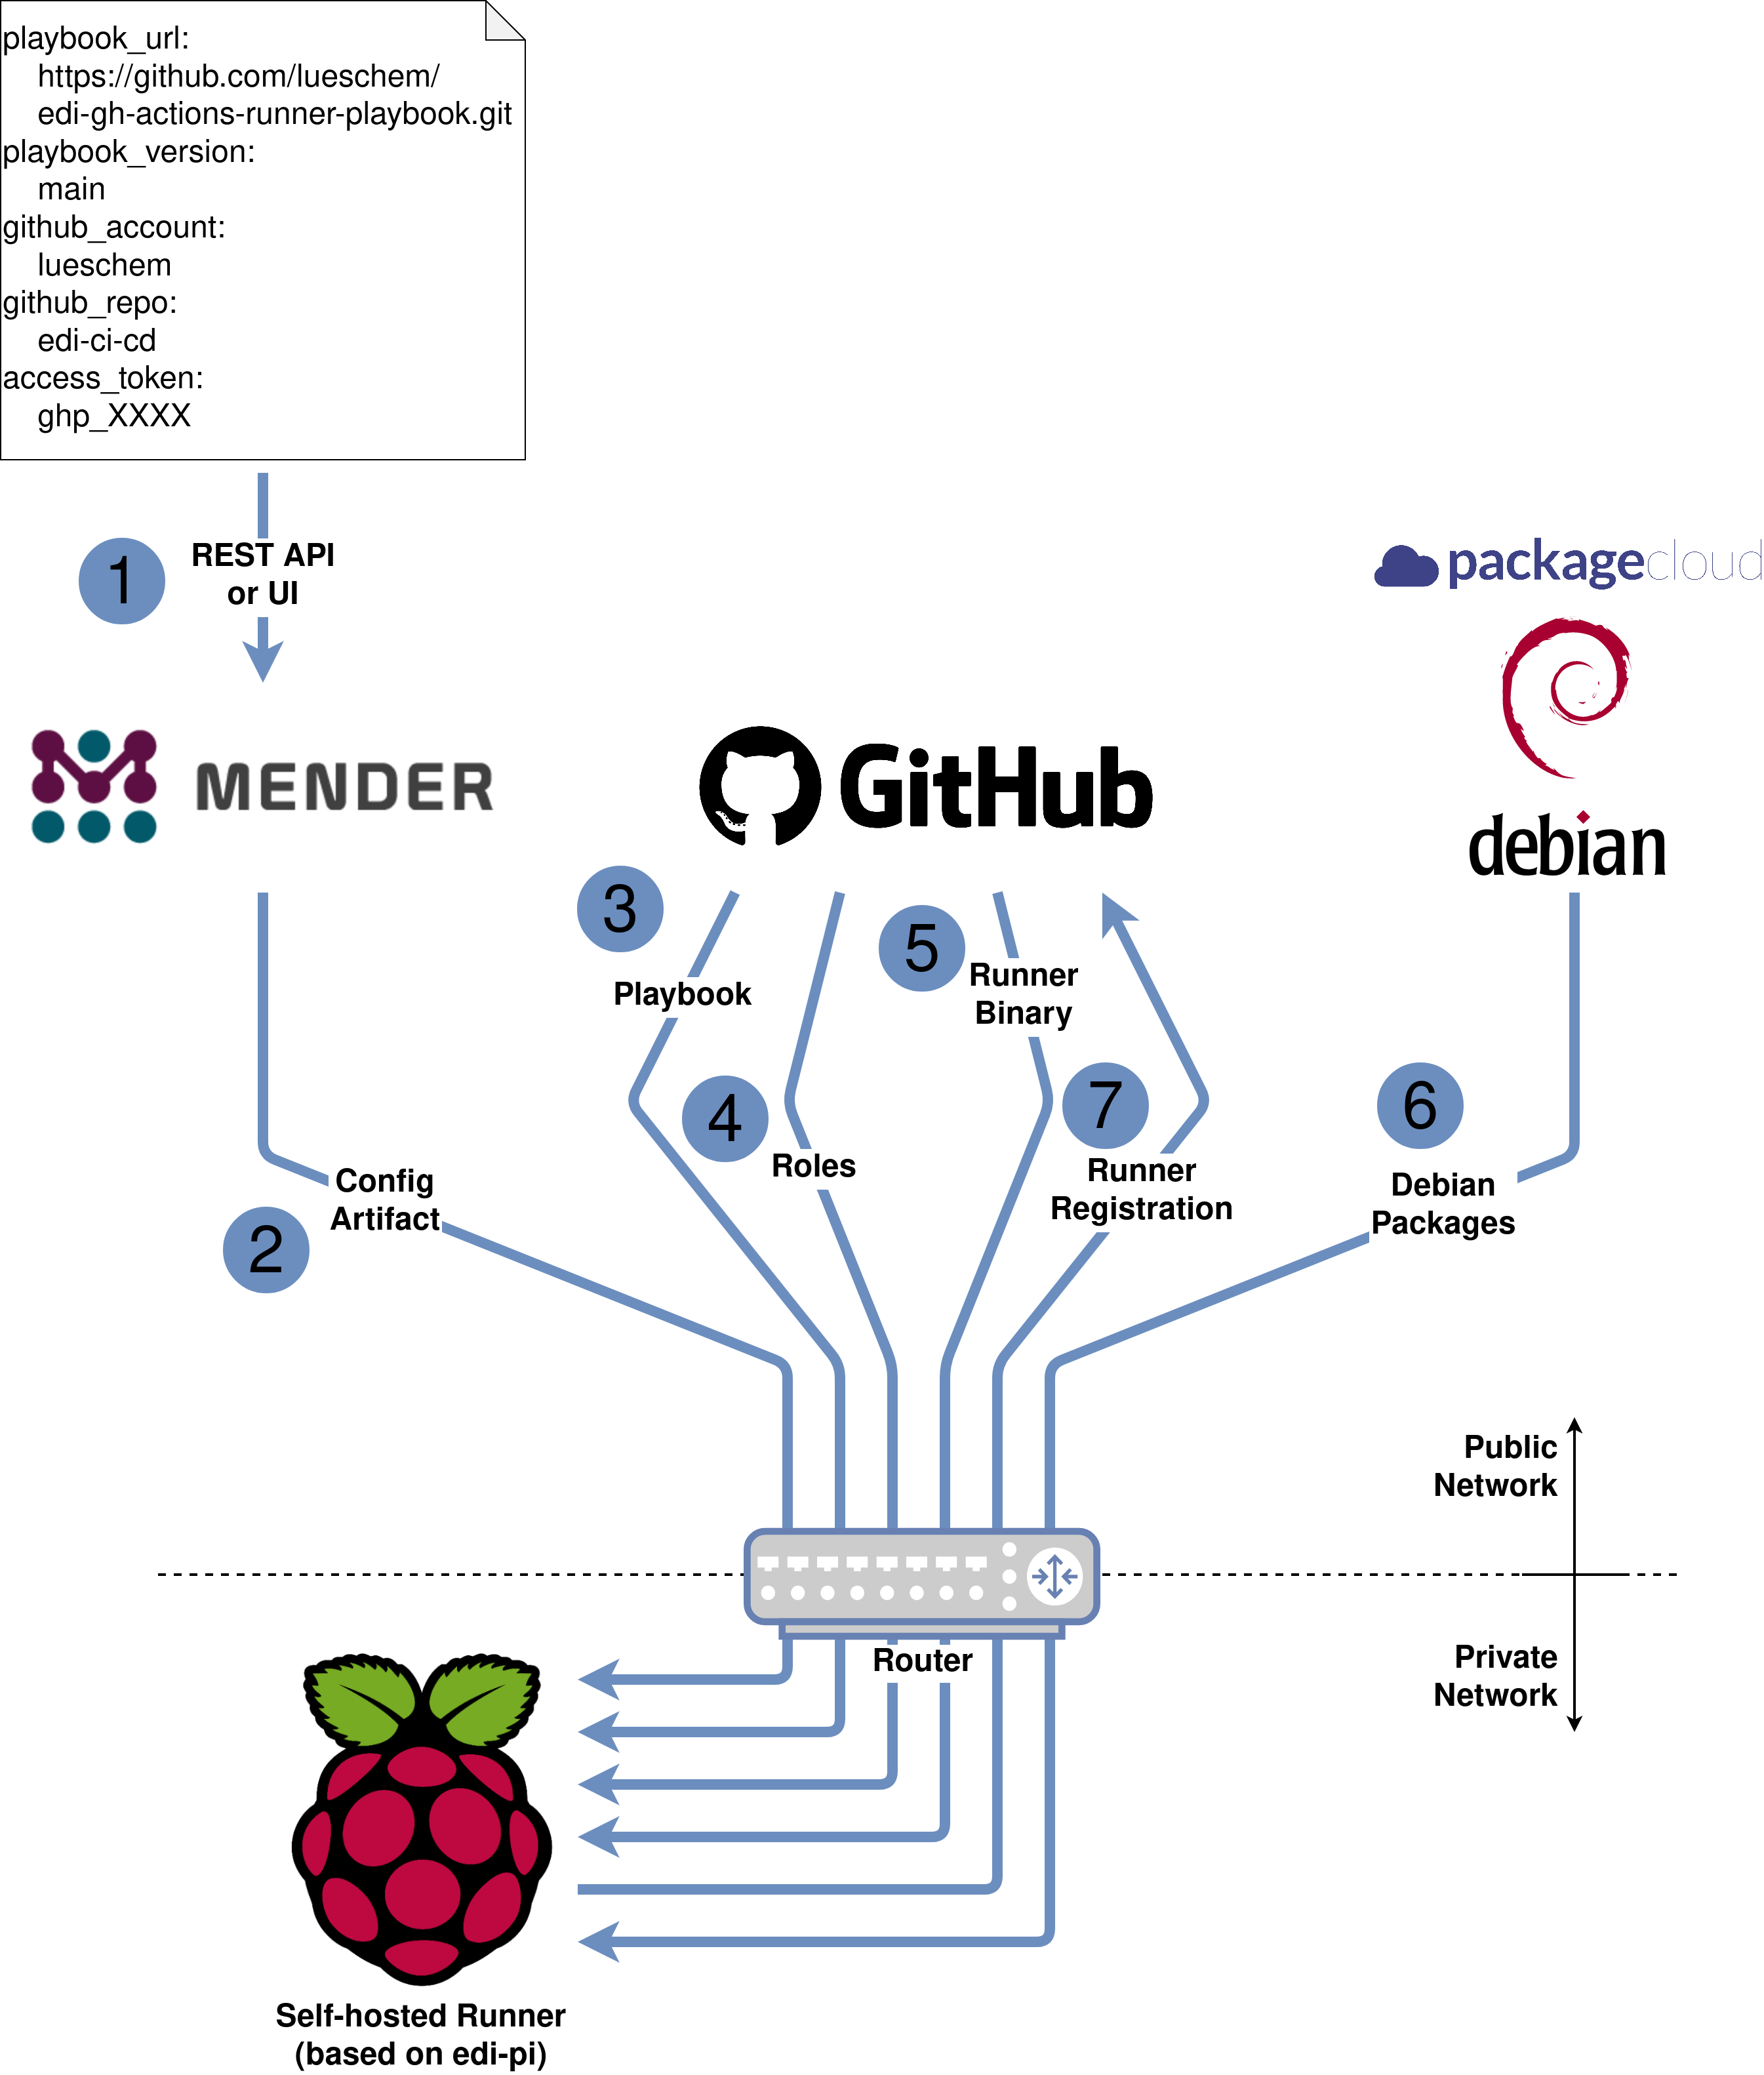 playbook_url:
https://github.com/lueschem/
edi-gh-actions-runner-playbook.git
playbook_version:
main
github_account:
lueschem
github_repo:
edi-ci-cd
access_token:
ghp_XXXX
1
REST API
or UI
packagecloud
MENDER
GitHub
debian
3
Playbook
5
Runner
Binary
4
Roles
7
Runner
Registration
6
Debian
Packages
Config
Artifact
2
Public
Network
Router
Private
Network
Self-hosted Runner
(based on edi-pi)